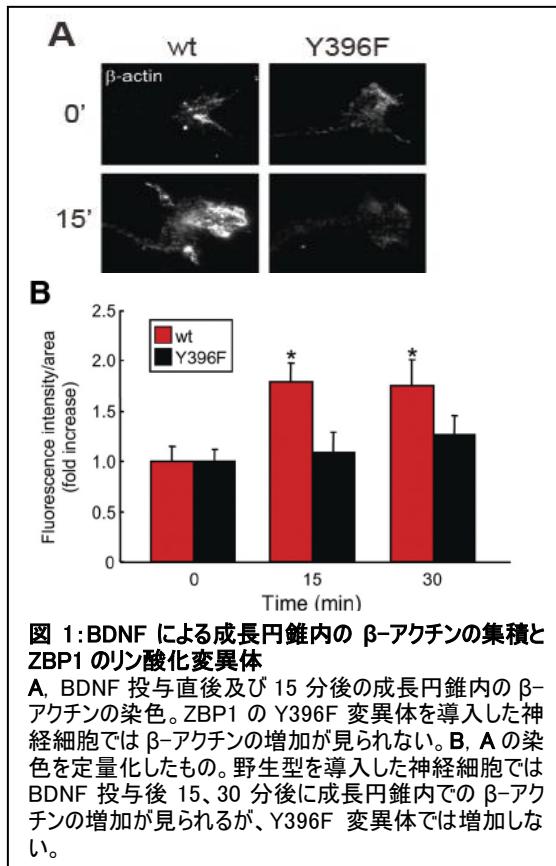 A
wt Y396F
β-actin
0'
15'
B
Fluorescence intensity/area
(fold increase)
2.5
2.0
1.5
1.0
0.5
0
wt
Y396F
* *
0 15 30
Time (min)
図 1:BDNF による成長円錐内の β-アクチンの集積と
ZBP1 のリン酸化変異体
A, BDNF 投与直後及び 15 分後の成長円錐内の β-
アクチンの染色。ZBP1 の Y396F 変異体を導入した神
経細胞では β-アクチンの増加が見られない。B, A の染
色を定量化したもの。野生型を導入した神経細胞では
BDNF 投与後 15、30 分後に成長円錐内での β-アク
チンの増加が見られるが、Y396F 変異体では増加しな
い。